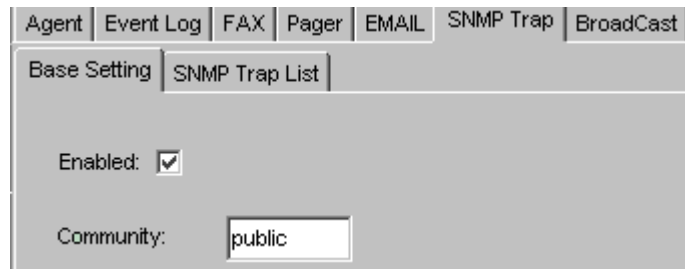 Agent Event Log FAX Pager EMAIL SNMP Trap BroadCast
Base Setting SNMP Trap List
Enabled:
Community: public